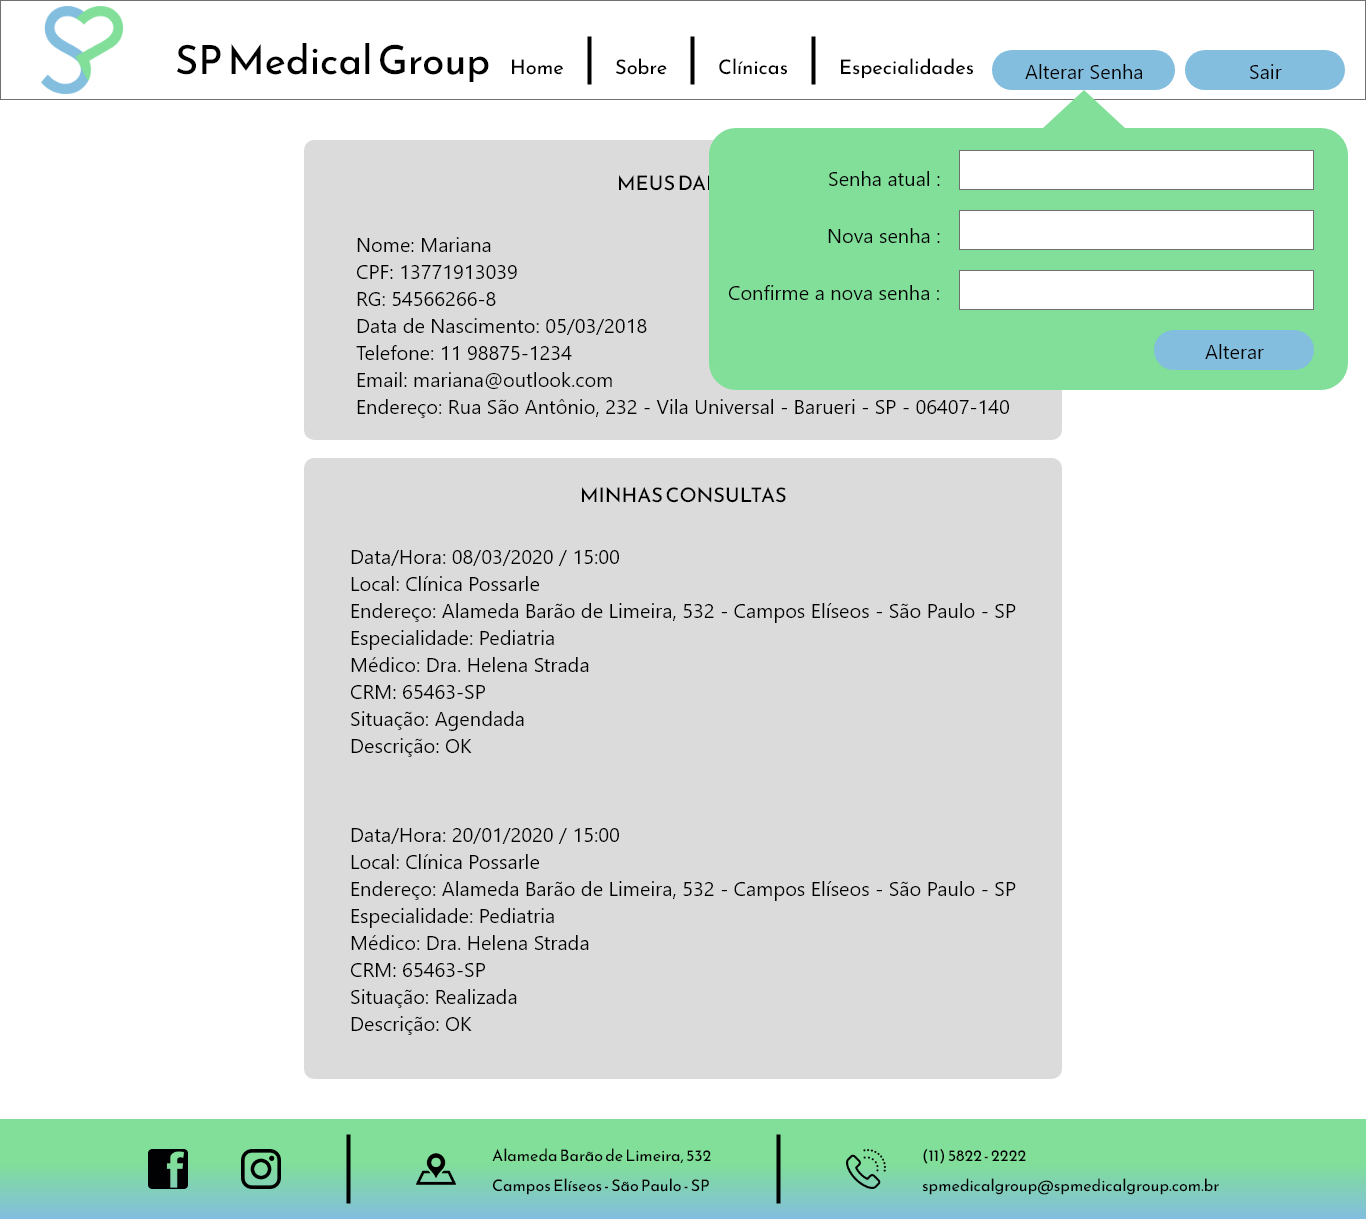 SP Medical Group
Home
Sobre
Clínicas
Especialidades
Alterar Senha
Sair
Senha atual :
Nova senha :
Confirme a nova senha :
Alterar
MEUS
Nome: Mariana
CPF: 13771913039
RG: 54566266-8
Data de Nascimento: 05/03/2018
Telefone: 11 98875-1234
Email: mariana@outlook.com
Endereço: Rua São Antônio, 232 - Vila Universal - Barueri - SP - 06407-140
MINHAS CONSULTAS
Data/Hora: 08/03/2020 / 15:00
Local: Clínica Possarle
Endereço: Alameda Barão de Limeira, 532 - Campos Elíseos - São Paulo - SP
Especialidade: Pediatria
Médico: Dra. Helena Strada
CRM: 65463-SP
Situação: Agendada
Descrição: OK
Data/Hora: 20/01/2020 / 15:00
Local: Clínica Possarle
Endereço: Alameda Barão de Limeira, 532 - Campos Elíseos - São Paulo - SP
Especialidade: Pediatria
Médico: Dra. Helena Strada
CRM: 65463-SP
Situação: Realizada
Descrição: OK
Alameda Barão de Limeira, 532
Campos Elíseos - São Paulo - SP
(11) 5822 - 2222
spmedicalgroup@spmedicalgroup.com.br